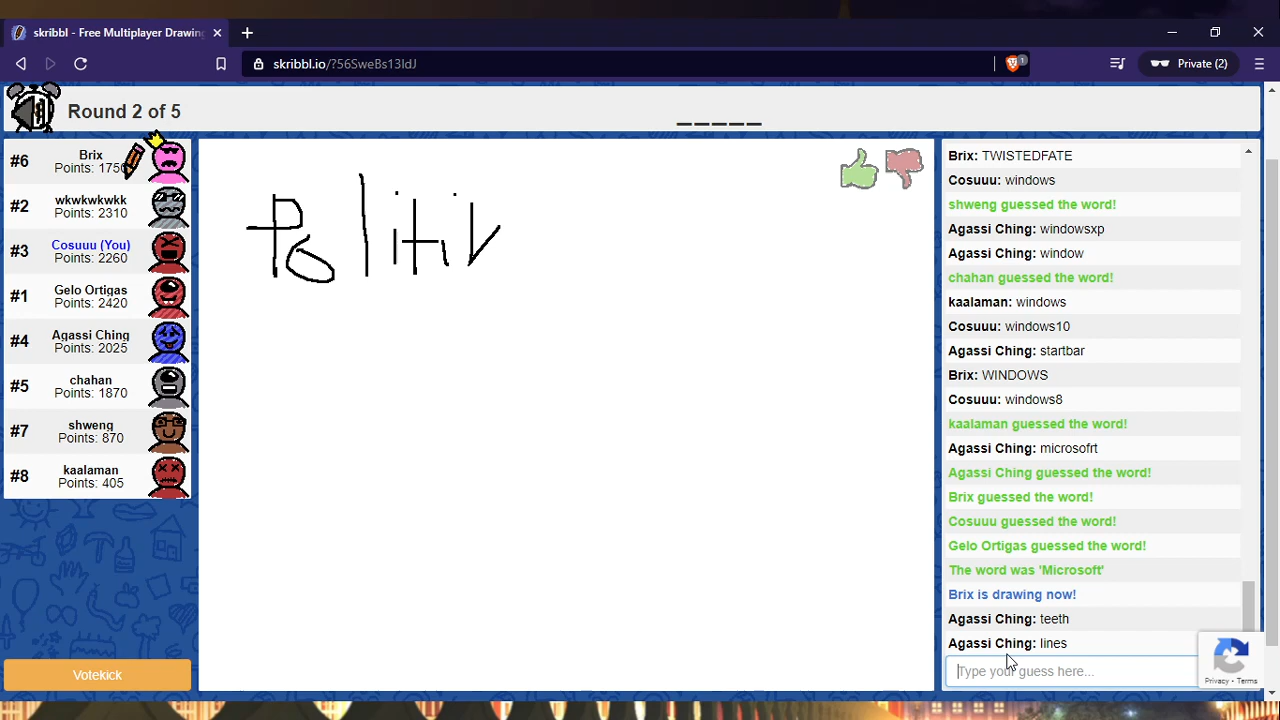 skribbl - Free Multiplayer Drawing
skribbl.io/?56SweBs13IdJ
1
Private (2)
Round 2 of 5
_ _ _ _ _
#6 Brix
Points: 1750
#2 wkwkwkwkk
Points: 2310
#3 Cosuuu (You)
Points: 2260
#1 Gelo Ortigas
Points: 2420
#4 Agassi Ching
Points: 2025
#5 chahan
Points: 1870
#7 shweng
Points: 870
#8 kaalaman
Points: 405
Votekick
Brix: TWISTEDFATE
Cosuuu: windows
shweng guessed the word!
Agassi Ching: windowsxp
Agassi Ching: window
chahan guessed the word!
kaalaman: windows
Cosuuu: windows10
Agassi Ching: startbar
Brix: WINDOWS
Cosuuu: windows8
kaalaman guessed the word!
Agassi Ching: microsofrt
Agassi Ching guessed the word!
Brix guessed the word!
Cosuuu guessed the word!
Gelo Ortigas guessed the word!
The word was 'Microsoft'
Brix is drawing now!
Agassi Ching: teeth
Agassi Ching: lines
Type your guess here...
Privacy - Terms